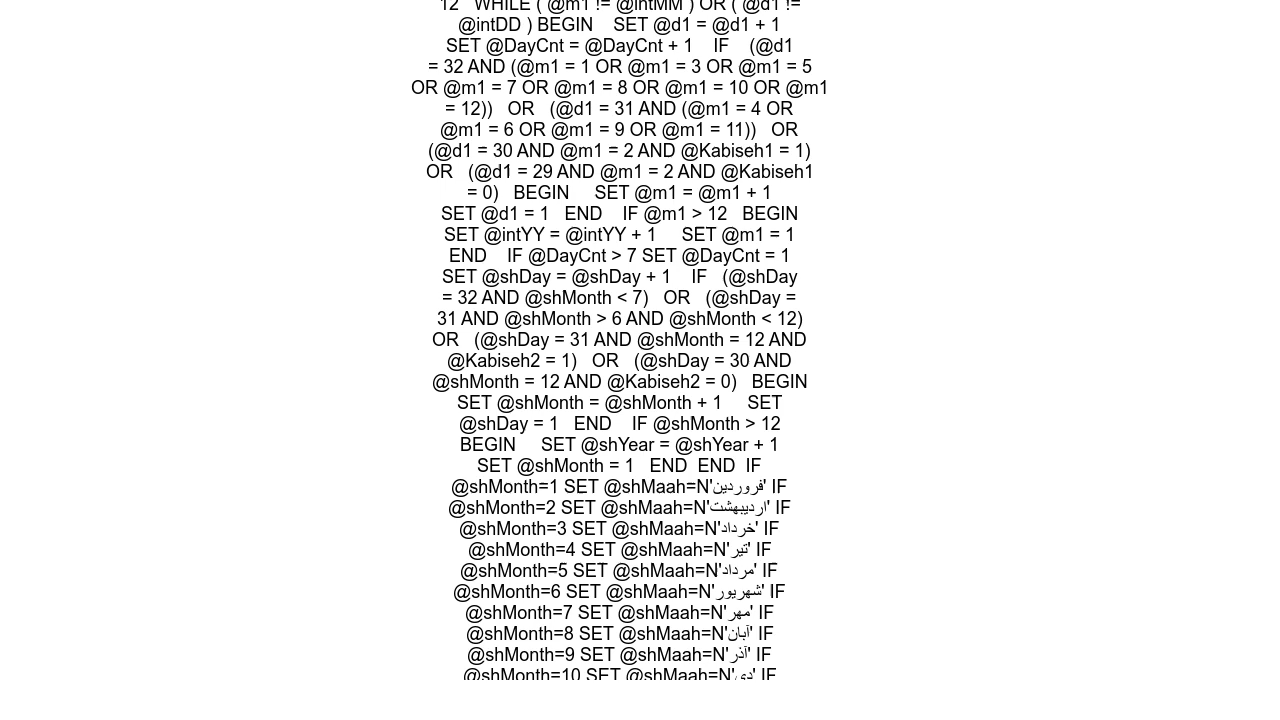 12   WHILE ( @m1 != @intMM ) OR ( @d1 !=
@intDD ) BEGIN    SET @d1 = @d1 + 1
SET @DayCnt = @DayCnt + 1    IF    (@d1
= 32 AND (@m1 = 1 OR @m1 = 3 OR @m1 = 5
OR @m1 = 7 OR @m1 = 8 OR @m1 = 10 OR @m1
= 12))   OR   (@d1 = 31 AND (@m1 = 4 OR
@m1 = 6 OR @m1 = 9 OR @m1 = 11))   OR
(@d1 = 30 AND @m1 = 2 AND @Kabiseh1 = 1)
OR   (@d1 = 29 AND @m1 = 2 AND @Kabiseh1
= 0)   BEGIN     SET @m1 = @m1 + 1
SET @d1 = 1   END    IF @m1 > 12   BEGIN
SET @intYY = @intYY + 1     SET @m1 = 1
END    IF @DayCnt > 7 SET @DayCnt = 1
SET @shDay = @shDay + 1    IF   (@shDay
= 32 AND @shMonth < 7)   OR   (@shDay =
31 AND @shMonth > 6 AND @shMonth < 12)
OR   (@shDay = 31 AND @shMonth = 12 AND
@Kabiseh2 = 1)   OR   (@shDay = 30 AND
@shMonth = 12 AND @Kabiseh2 = 0)   BEGIN
SET @shMonth = @shMonth + 1     SET
@shDay = 1   END    IF @shMonth > 12
BEGIN     SET @shYear = @shYear + 1
SET @shMonth = 1   END  END  IF
@shMonth=1 SET @shMaah=N'فروردین' IF
@shMonth=2 SET @shMaah=N'اردیبهشت' IF
@shMonth=3 SET @shMaah=N'خرداد' IF
@shMonth=4 SET @shMaah=N'تیر' IF
@shMonth=5 SET @shMaah=N'مرداد' IF
@shMonth=6 SET @shMaah=N'شهریور' IF
@shMonth=7 SET @shMaah=N'مهر' IF
@shMonth=8 SET @shMaah=N'آبان' IF
@shMonth=9 SET @shMaah=N'آذر' IF
@shMonth=10 SET @shMaah=N'دی' IF